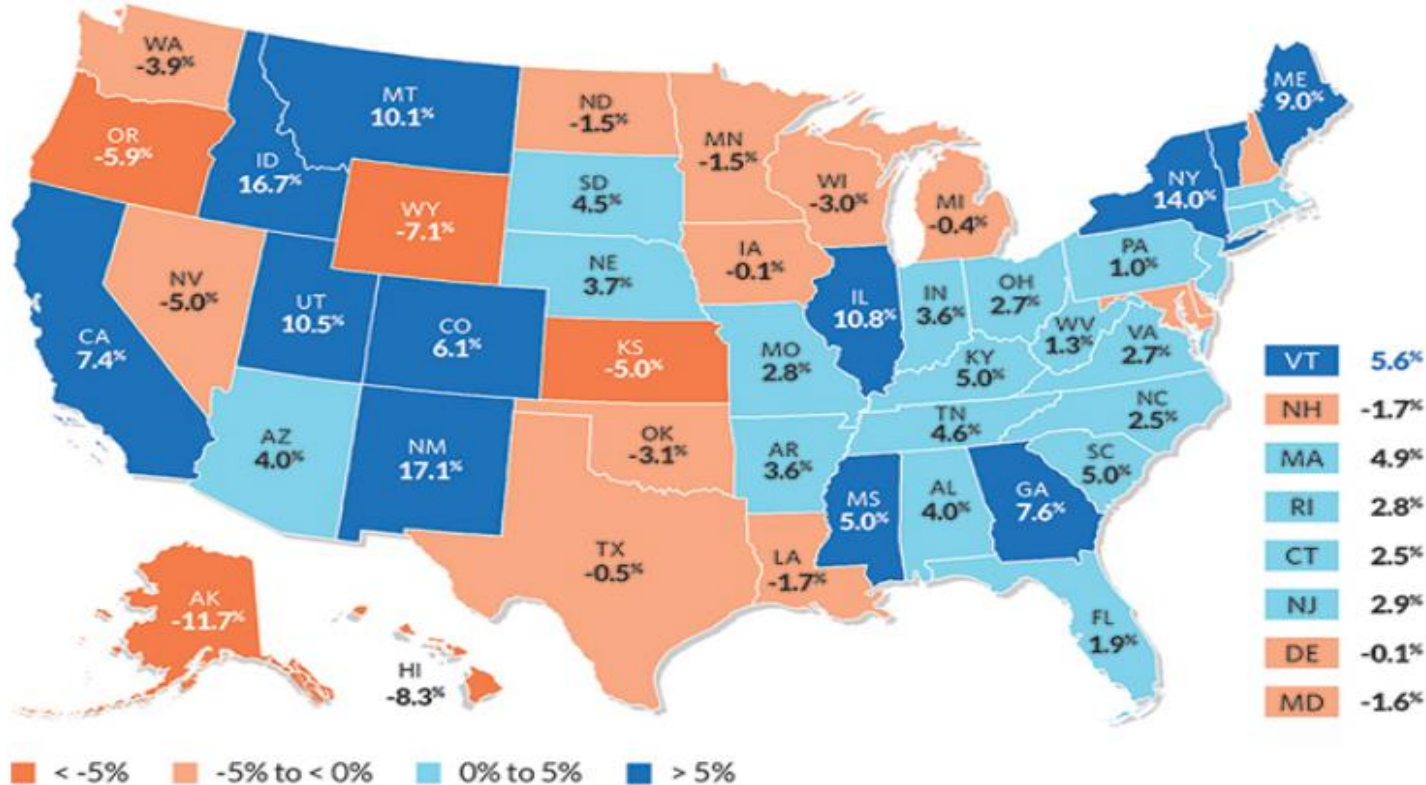 WA
-3.9%
OR
-5.9%
MT
10.1%
ID
16.7%
WY
-7.1%
NV
-5.0%
CA
7.4%
UT
10.5%
CO
6.1%
AZ
4.0%
NM
17.1%
ND
-1.5%
SD
4.5%
NE
3.7%
KS
-5.0%
OK
-3.1%
TX
-0.5%
MN
-1.5%
IA
-0.1%
MO
2.8%
AR
3.6%
LA
-1.7%
WI
-3.0%
MI
-0.4%
IL
10.8%
IN
3.6%
OH
2.7%
KY
5.0%
TN
4.6%
MS
5.0%
AL
4.0%
GA
7.6%
FL
1.9%
SC
5.0%
NC
2.5%
VA
2.7%
WV
1.3%
PA
1.0%
NY
14.0%
ME
9.0%
AK
-11.7%
HI
-8.3%
VT 5.6%
NH -1.7%
MA 4.9%
RI 2.8%
CT 2.5%
NJ 2.9%
DE -0.1%
MD -1.6%
< -5% -5% to < 0% 0% to 5% > 5%